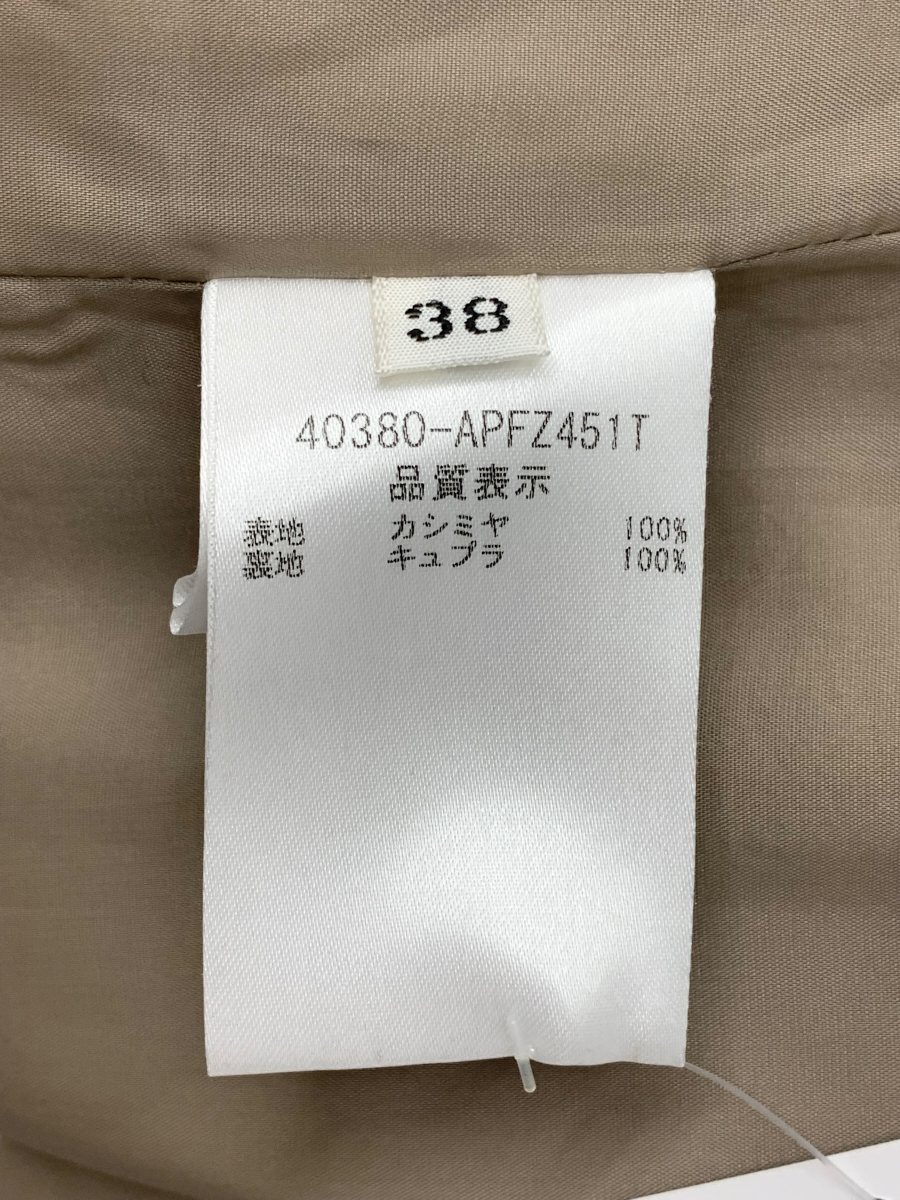 38
40380-APFZ451T
品質表示
表地 カシミヤ 100%
裏地 キュプラ 100%